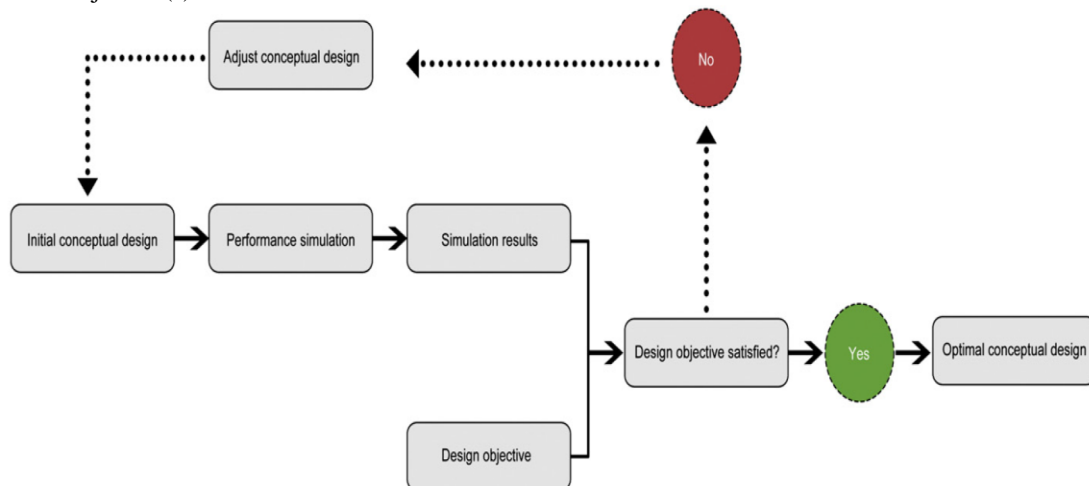 Adjust conceptual design
No
Initial conceptual design
Performance simulation
Simulation results
Design objective satisfied?
Yes
Optimal conceptual design
Design objective